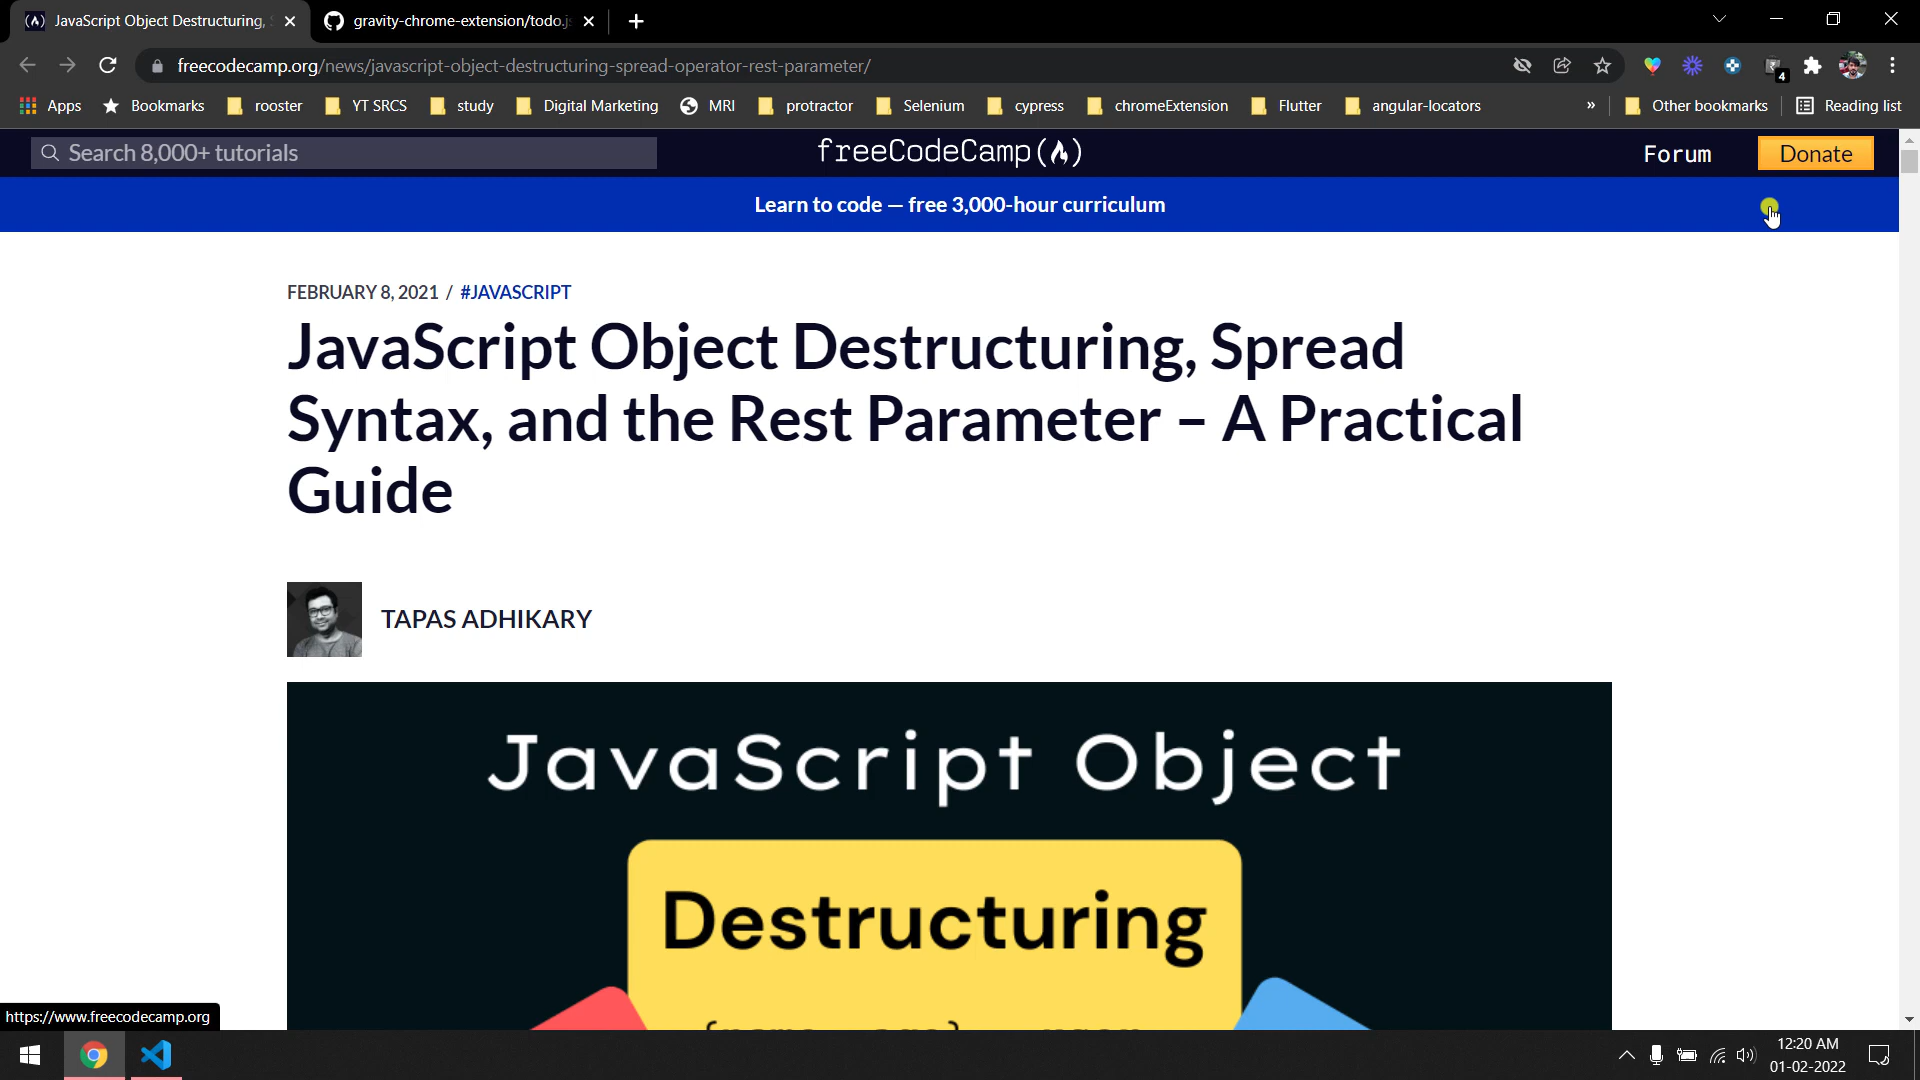 JavaScript Object Destructuring,
gravity-chrome-extension/todo.j
freecodecamp.org/news/javascript-object-destructuring-spread-operator-rest-parameter/
4
Apps
Bookmarks
rooster
YT SRCS
study
Digital Marketing
MRI
protractor
Selenium
cypress
chromeExtension
Flutter
angular-locators
»
Other bookmarks
Reading list
Search 8,000+ tutorials
freeCodeCamp
Forum
Donate
Learn to code — free 3,000-hour curriculum
FEBRUARY 8, 2021 / #JAVASCRIPT
JavaScript Object Destructuring, Spread
Syntax, and the Rest Parameter – A Practical
Guide
TAPAS ADHIKARY
JavaScript Object
Destructuring
https://www.freecodecamp.org
12:20 AM
01-02-2022